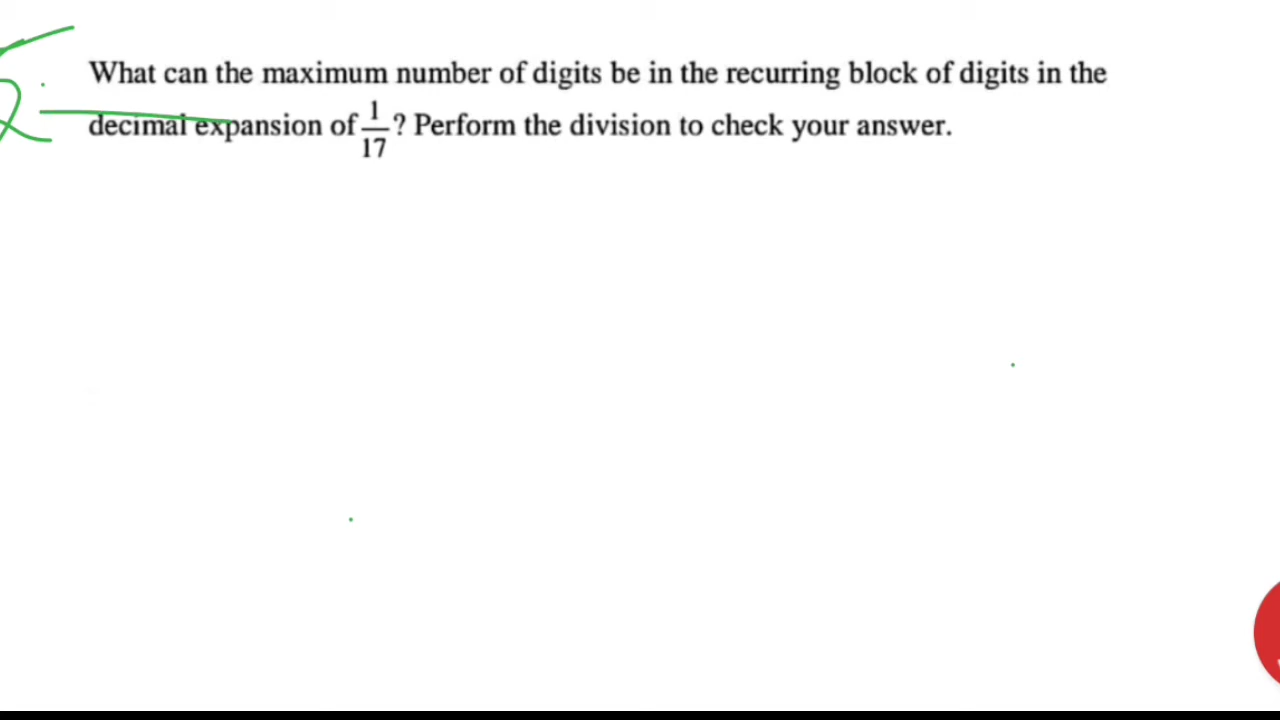 What can the maximum number of digits be in the recurring block of digits in the
decimal expansion of 1/17? Perform the division to check your answer.